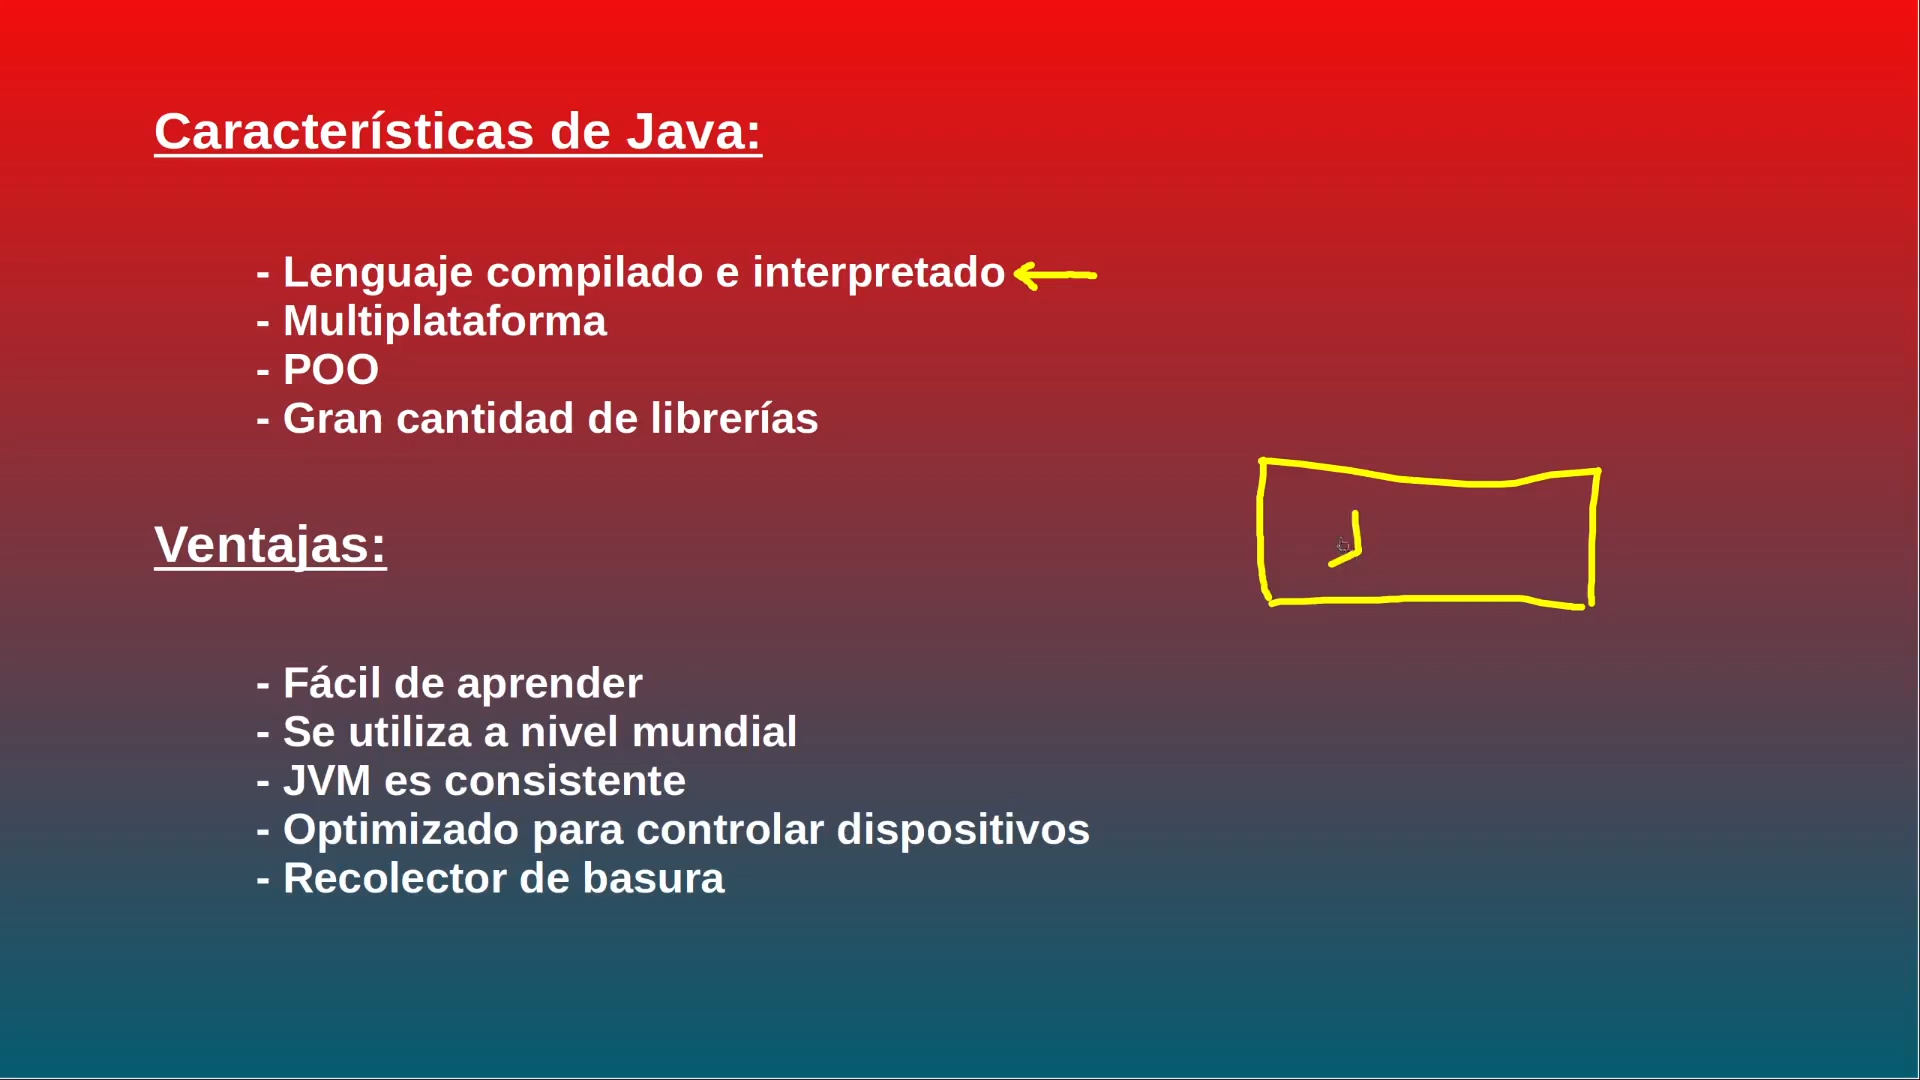 Características de Java:
- Lenguaje compilado e interpretado
- Multiplataforma
- POO
- Gran cantidad de librerías
J
Ventajas:
- Fácil de aprender
- Se utiliza a nivel mundial
- JVM es consistente
- Optimizado para controlar dispositivos
- Recolector de basura